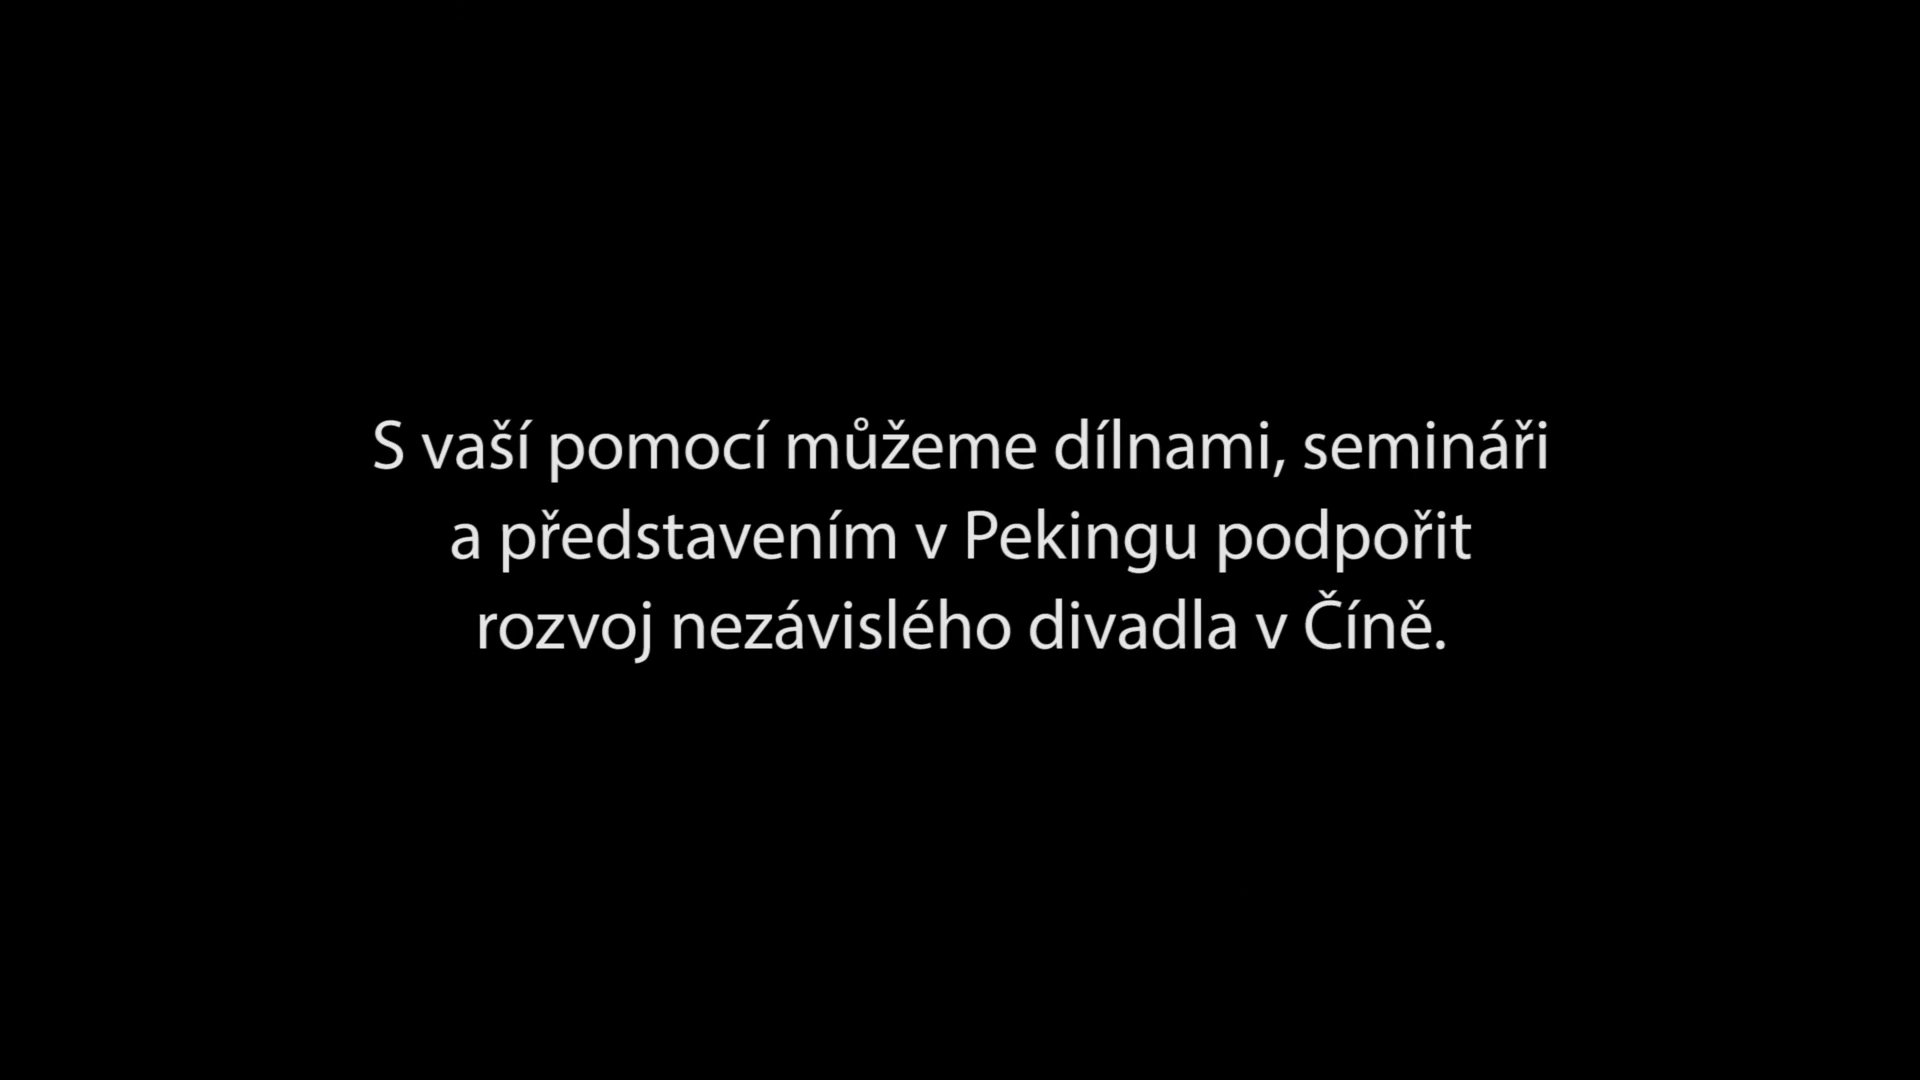 S vaší pomocí můžeme dílnami, semináři
a představením v Pekingu podpořit
rozvoj nezávislého divadla v Číně.